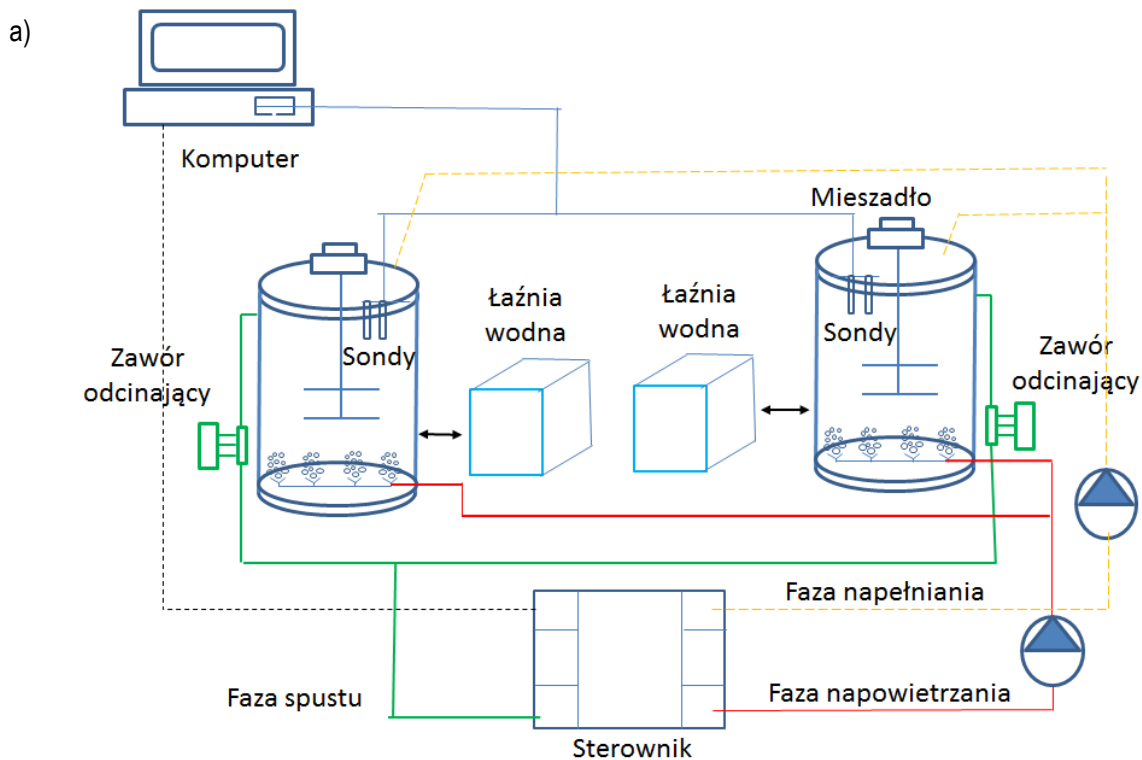 a)
Komputer
Mieszadło
Łaźnia
wodna
Łaźnia
wodna
Sondy
Sondy
Zawór
odcinający
Zawór
odcinający
Faza napełniania
Faza spustu
Faza napowietrzania
Sterownik